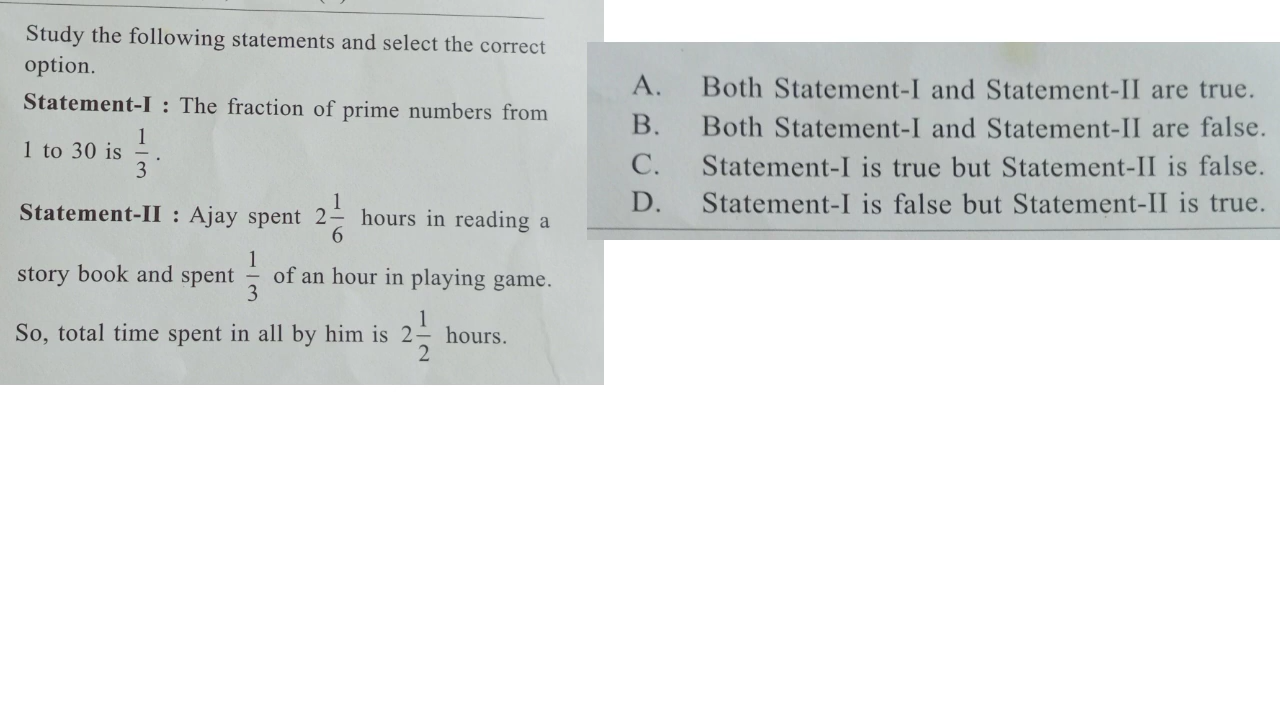 Study the following statements and select the correct
option.
Statement-I : The fraction of prime numbers from
1 to 30 is 1/3.
Statement-II : Ajay spent 2 1/6 hours in reading a
story book and spent 1/3 of an hour in playing game.
So, total time spent in all by him is 2 1/2 hours.
A. Both Statement-I and Statement-II are true.
B. Both Statement-I and Statement-II are false.
C. Statement-I is true but Statement-II is false.
D. Statement-I is false but Statement-II is true.